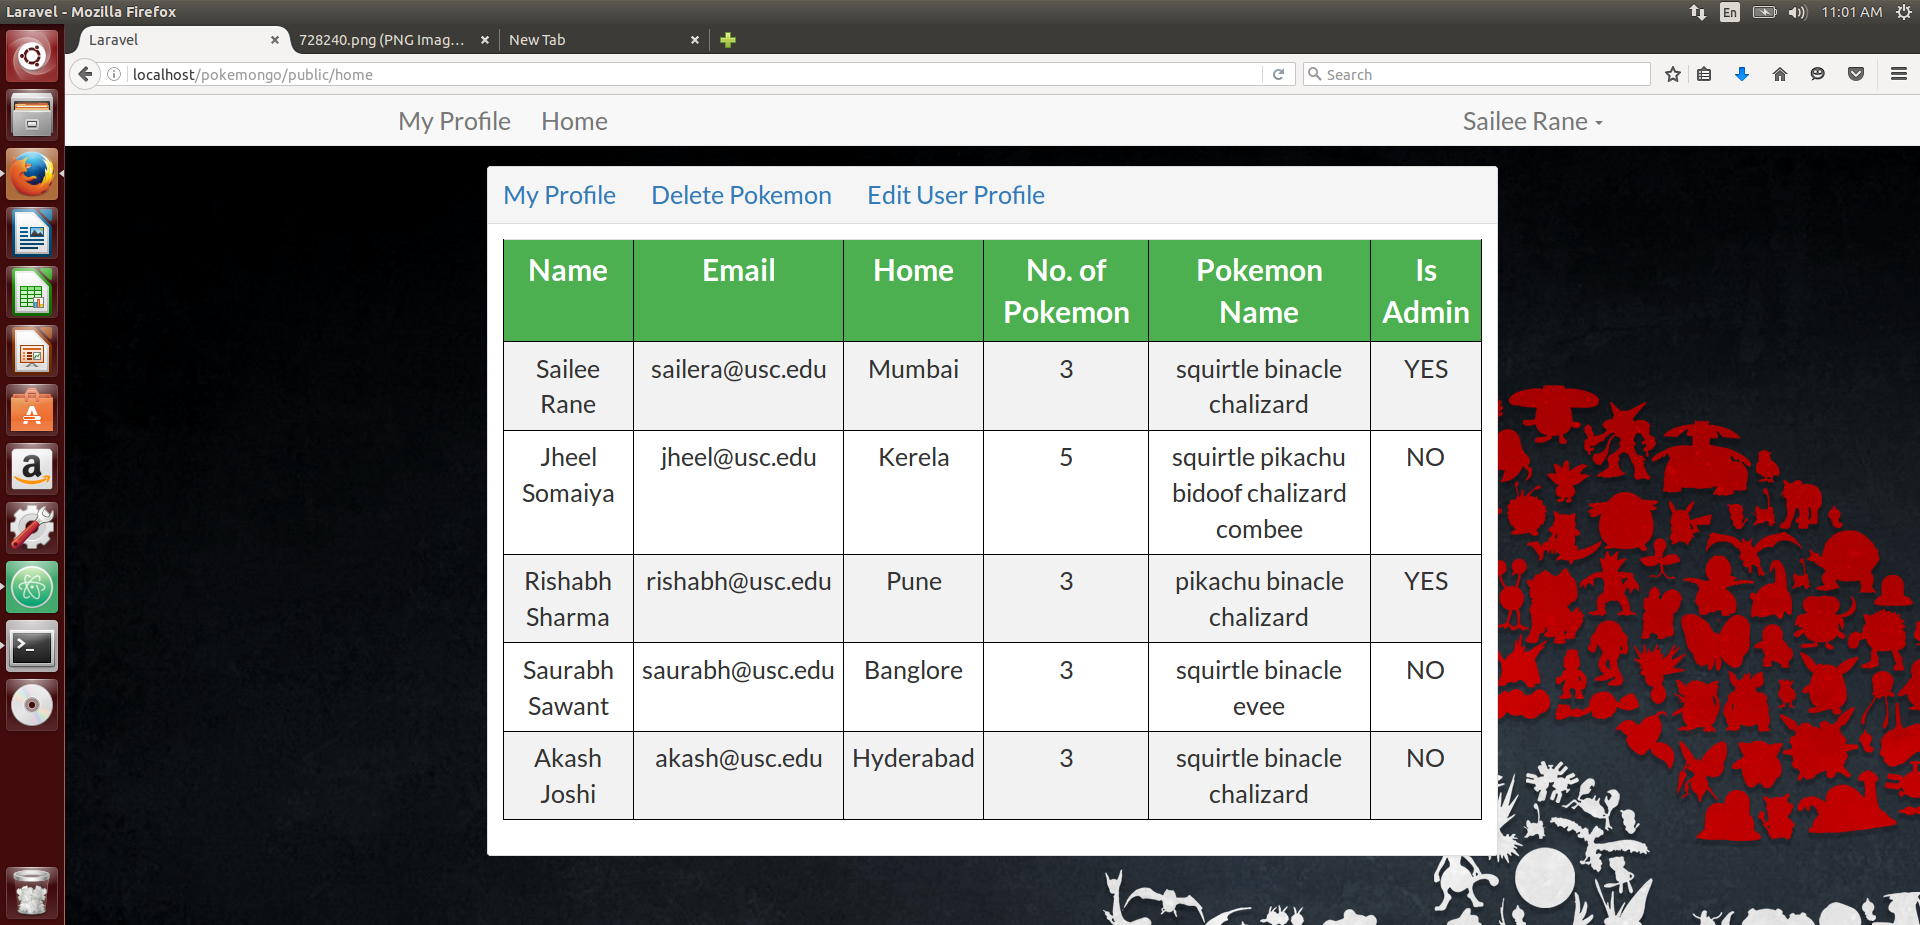 Laravel - Mozilla Firefox
En
11:01 AM
Laravel
728240.png (PNG Imag...
New Tab
localhost/pokemongo/public/home
Search
My Profile
Home
Sailee Rane
My Profile
Delete Pokemon
Edit User Profile
Name Email Home No. of Pokemon Is
Pokemon Name Admin
Sailee sailera@usc.edu Mumbai 3 squirtle binacle YES
Rane chalizard
Jheel jheel@usc.edu Kerela 5 squirtle pikachu NO
Somaiya bidoof chalizard
combee
Rishabh rishabh@usc.edu Pune 3 pikachu binacle YES
Sharma chalizard
Saurabh saurabh@usc.edu Banglore 3 squirtle binacle NO
Sawant evee
Akash akash@usc.edu Hyderabad 3 squirtle binacle NO
Joshi chalizard